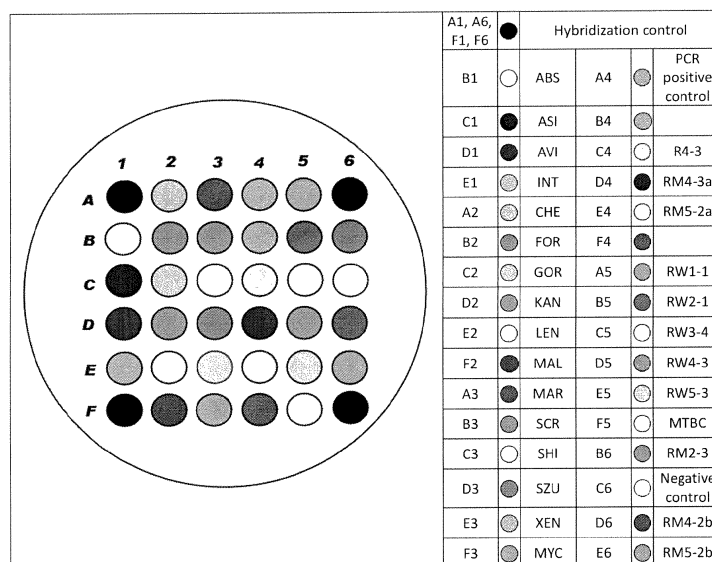 1 2 3 4 5 6
A
B
C
D
E
F
A1, A6, F1, F6 Hybridization control
B1 ABS A4 PCR positive control
C1 ASI B4
D1 AVI C4 R4-3
E1 INT D4 RM4-3a
A2 CHE E4 RM5-2a
B2 FOR F4
C2 GOR A5 RW1-1
D2 KAN B5 RW2-1
E2 LEN C5 RW3-4
F2 MAL D5 RW4-3
A3 MAR E5 RW5-3
B3 SCR F5 MTBC
C3 SHI B6 RM2-3
D3 SZU C6 Negative control
E3 XEN D6 RM4-2b
F3 MYC E6 RM5-2b